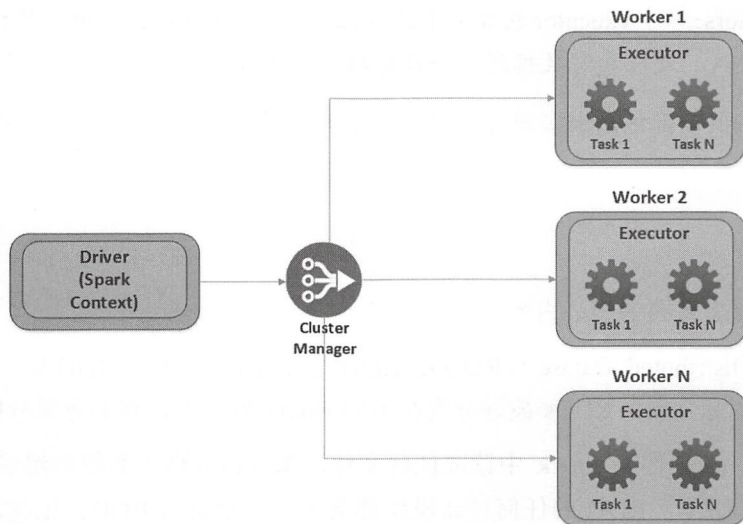 Worker 1
Executor
Task 1
Task N
Worker 2
Executor
Task 1
Task N
Driver
(Spark
Context)
Cluster
Manager
Worker N
Executor
Task 1
Task N